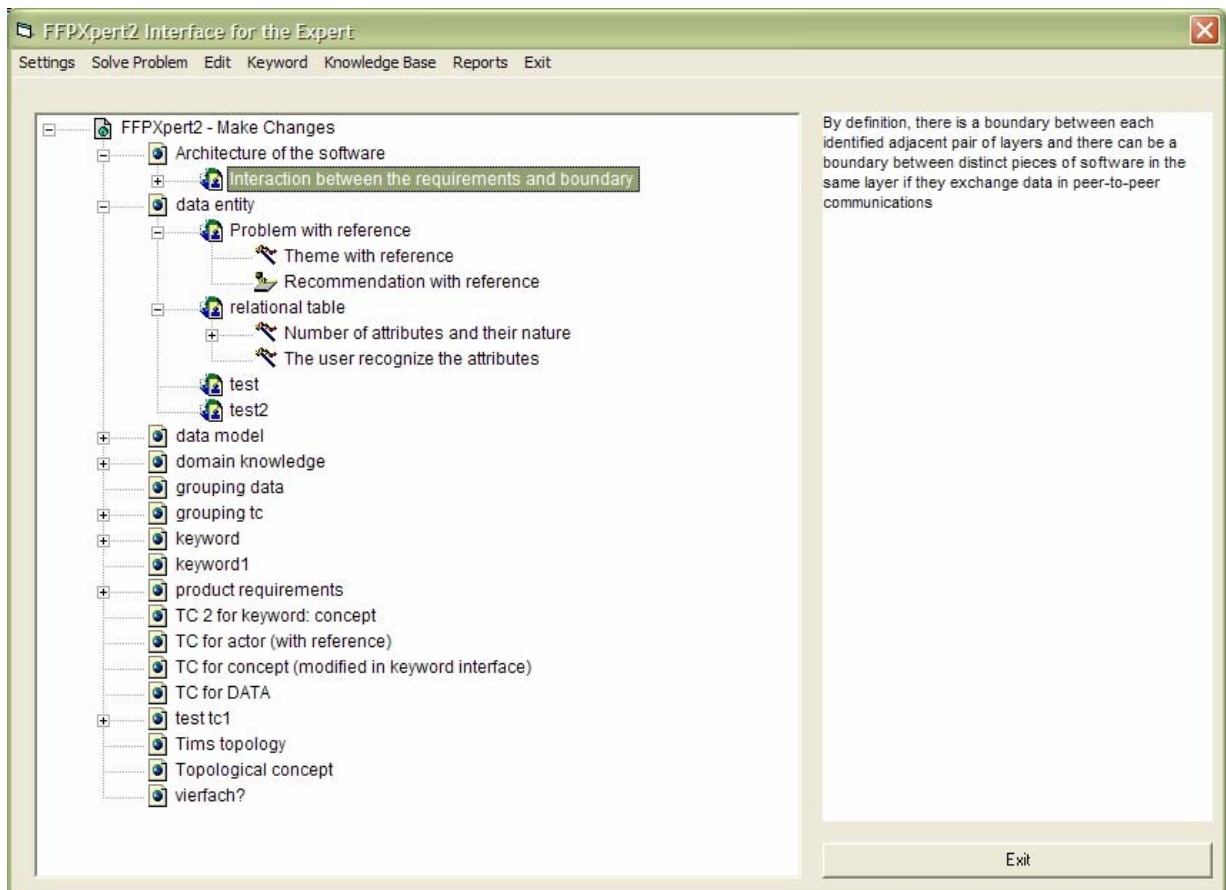 FFPXpert2 Interface for the Expert
Settings Solve Problem Edit Keyword Knowledge Base Reports Exit
FFPXpert2 - Make Changes
Architecture of the software
Interaction between the requirements and boundary
data entity
Problem with reference
Theme with reference
Recommendation with reference
relational table
Number of attributes and their nature
The user recognize the attributes
test
test2
data model
domain knowledge
grouping data
grouping tc
keyword
keyword1
product requirements
TC 2 for keyword: concept
TC for actor (with reference)
TC for concept (modified in keyword interface)
TC for DATA
test tc1
Tims topology
Topological concept
vierfach?
By definition, there is a boundary between each
identified adjacent pair of layers and there can be a
boundary between distinct pieces of software in the
same layer if they exchange data in peer-to-peer
communications
Exit